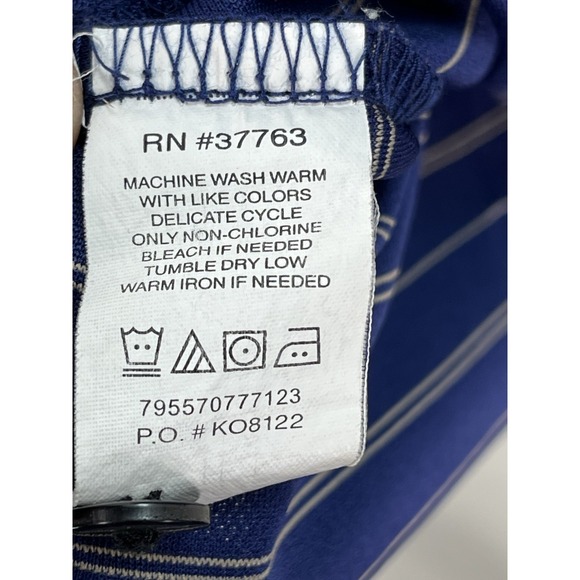 RN #37763
MACHINE WASH WARM
WITH LIKE COLORS
DELICATE CYCLE
ONLY NON-CHLORINE
BLEACH IF NEEDED
TUMBLE DRY LOW
WARM IRON IF NEEDED
795570777123
P.O. # KO8122